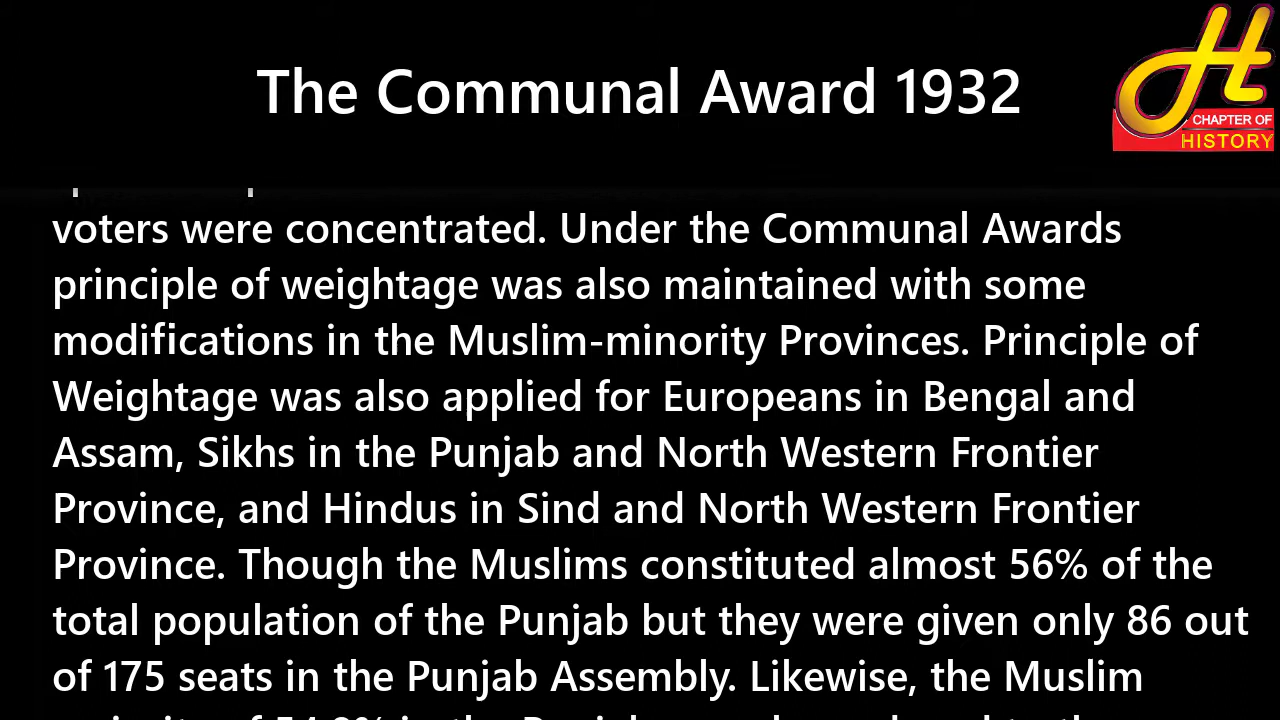 The Communal Award 1932
H
CHAPTER OF
HISTORY
voters were concentrated. Under the Communal Awards
principle of weightage was also maintained with some
modifications in the Muslim-minority Provinces. Principle of
Weightage was also applied for Europeans in Bengal and
Assam, Sikhs in the Punjab and North Western Frontier
Province, and Hindus in Sind and North Western Frontier
Province. Though the Muslims constituted almost 56% of the
total population of the Punjab but they were given only 86 out
of 175 seats in the Punjab Assembly. Likewise, the Muslim